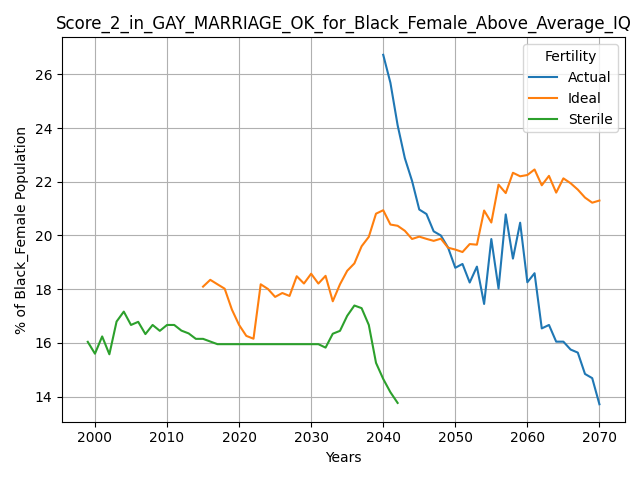 Score_2_in_GAY_MARRIAGE_OK_for_Black_Female_Above_Average_IQ
Fertility
Actual
Ideal
Sterile
% of Black_Female Population
26
24
22
20
18
16
14
2000 2010 2020 2030 2040 2050 2060 2070
Years